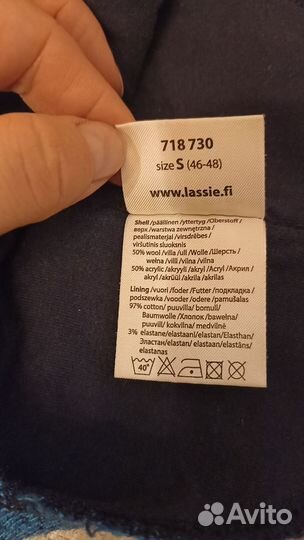 718 730
size S (46-48)
www.lassie.fi
Shell/päällinen/yttertyg/Oberstoff/
верх/warstwa zewnętrzna/
pealismaterjal/virsdrēbes/
viršutinis sluoksnis
50% wool/villa/ull/Wolle/Шерсть/
wełna/vill/vilna/vilna
50% acrylic/akryyli/akryl/Acryl/Акрил/
akryl/akrüül/akrils/akrilas
Lining/vuori/foder/Futter/подкладка/
podszewka/vooder/odere/pamušalas
97% cotton/puuvilla/bomull/
Baumwolle/Хлопок/bawełna/
puuvill/kokvilna/medvilnė
3% elastane/elastaani/elastan/Elasthan/
Эластан/elastan/elastaan/elastāns/
elastanas
40°
Avito